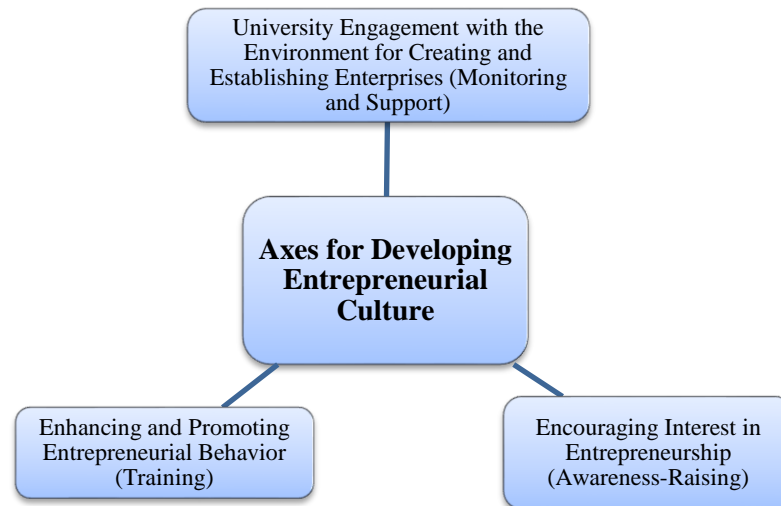 University Engagement with the
Environment for Creating and
Establishing Enterprises (Monitoring
and Support)
Axes for Developing
Entrepreneurial
Culture
Enhancing and Promoting
Entrepreneurial Behavior
(Training)
Encouraging Interest in
Entrepreneurship
(Awareness-Raising)